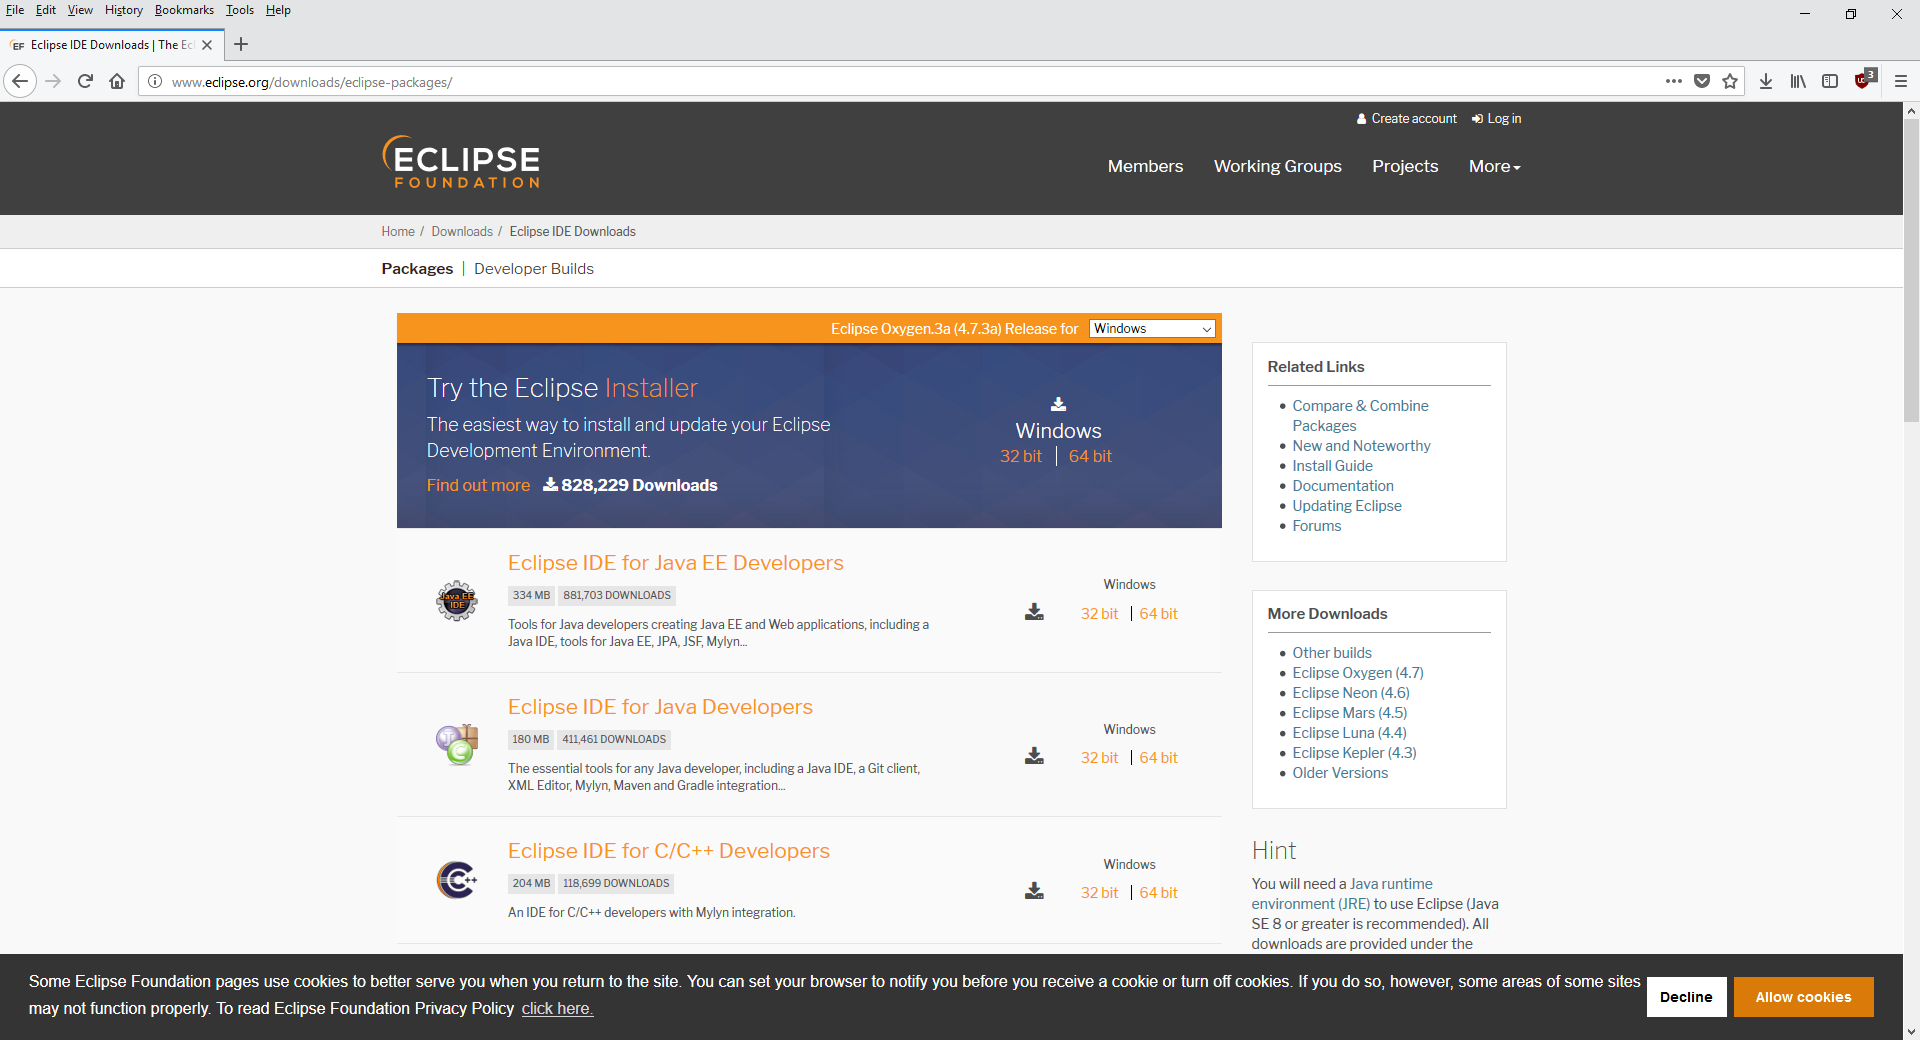 File Edit View History Bookmarks Tools Help
EF Eclipse IDE Downloads | The Ecl
www.eclipse.org/downloads/eclipse-packages/
3
Create account Log in
ECLIPSE
FOUNDATION
Members Working Groups Projects More
Home / Downloads / Eclipse IDE Downloads
Packages | Developer Builds
Eclipse Oxygen.3a (4.7.3a) Release for Windows
Try the Eclipse Installer
The easiest way to install and update your Eclipse
Development Environment.
Find out more 828,229 Downloads
Windows
32 bit | 64 bit
Java EE
IDE
Eclipse IDE for Java EE Developers
334 MB 881,703 DOWNLOADS
Tools for Java developers creating Java EE and Web applications, including a
Java IDE, tools for Java EE, JPA, JSF, Mylyn...
Windows
32 bit | 64 bit
J
C
Eclipse IDE for Java Developers
180 MB 411,461 DOWNLOADS
The essential tools for any Java developer, including a Java IDE, a Git client,
XML Editor, Mylyn, Maven and Gradle integration...
Windows
32 bit | 64 bit
C++
Eclipse IDE for C/C++ Developers
204 MB 118,699 DOWNLOADS
An IDE for C/C++ developers with Mylyn integration.
Windows
32 bit | 64 bit
Related Links
Compare & Combine
Packages
New and Noteworthy
Install Guide
Documentation
Updating Eclipse
Forums
More Downloads
Other builds
Eclipse Oxygen (4.7)
Eclipse Neon (4.6)
Eclipse Mars (4.5)
Eclipse Luna (4.4)
Eclipse Kepler (4.3)
Older Versions
Hint
You will need a Java runtime
environment (JRE) to use Eclipse (Java
SE 8 or greater is recommended). All
downloads are provided under the
Some Eclipse Foundation pages use cookies to better serve you when you return to the site. You can set your browser to notify you before you receive a cookie or turn off cookies. If you do so, however, some areas of some sites
may not function properly. To read Eclipse Foundation Privacy Policy click here.
Decline Allow cookies